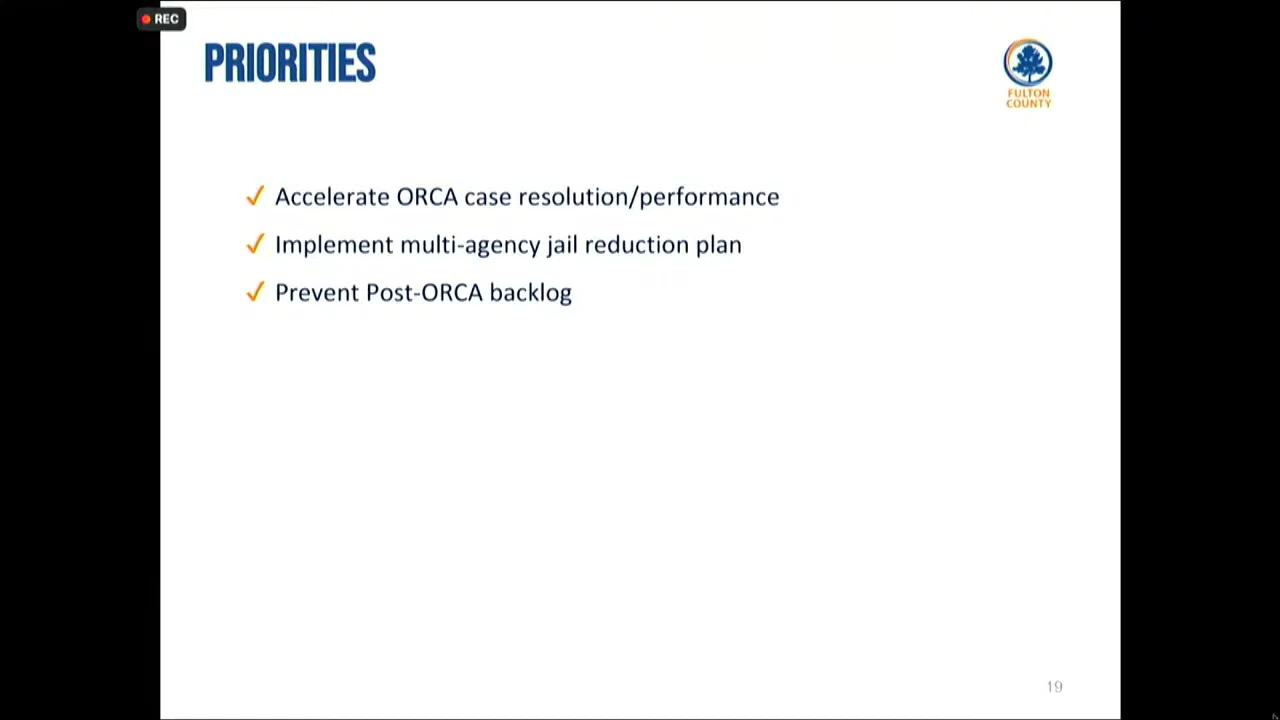 REC
PRIORITIES
FULTON
COUNTY
✓ Accelerate ORCA case resolution/performance
✓ Implement multi-agency jail reduction plan
✓ Prevent Post-ORCA backlog
19